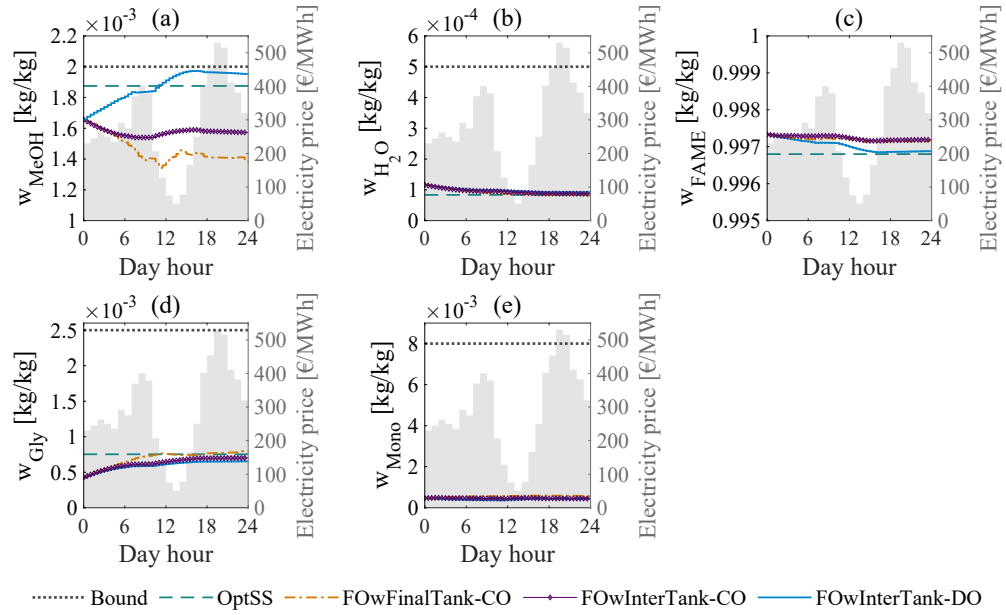 ×10⁻³ (a)
2.2
2
1.8
1.6
1.4
1.2
1
w_MeOH [kg/kg]
500
400
300
200
100
0
Electricity price [€/MWh]
0 6 12 18 24
Day hour
×10⁻⁴ (b)
6
5
4
3
2
1
0
w_H₂O [kg/kg]
500
400
300
200
100
0
Electricity price [€/MWh]
0 6 12 18 24
Day hour
(c)
1
0.999
0.998
0.997
0.996
0.995
w_FAME [kg/kg]
500
400
300
200
100
0
Electricity price [€/MWh]
0 6 12 18 24
Day hour
×10⁻³ (d)
2.5
2
1.5
1
0.5
0
w_Gly [kg/kg]
500
400
300
200
100
0
Electricity price [€/MWh]
0 6 12 18 24
Day hour
×10⁻³ (e)
8
6
4
2
0
w_Mono [kg/kg]
500
400
300
200
100
0
Electricity price [€/MWh]
0 6 12 18 24
Day hour
Bound OptSS FOwFinalTank-CO FOwInterTank-CO FOwInterTank-DO